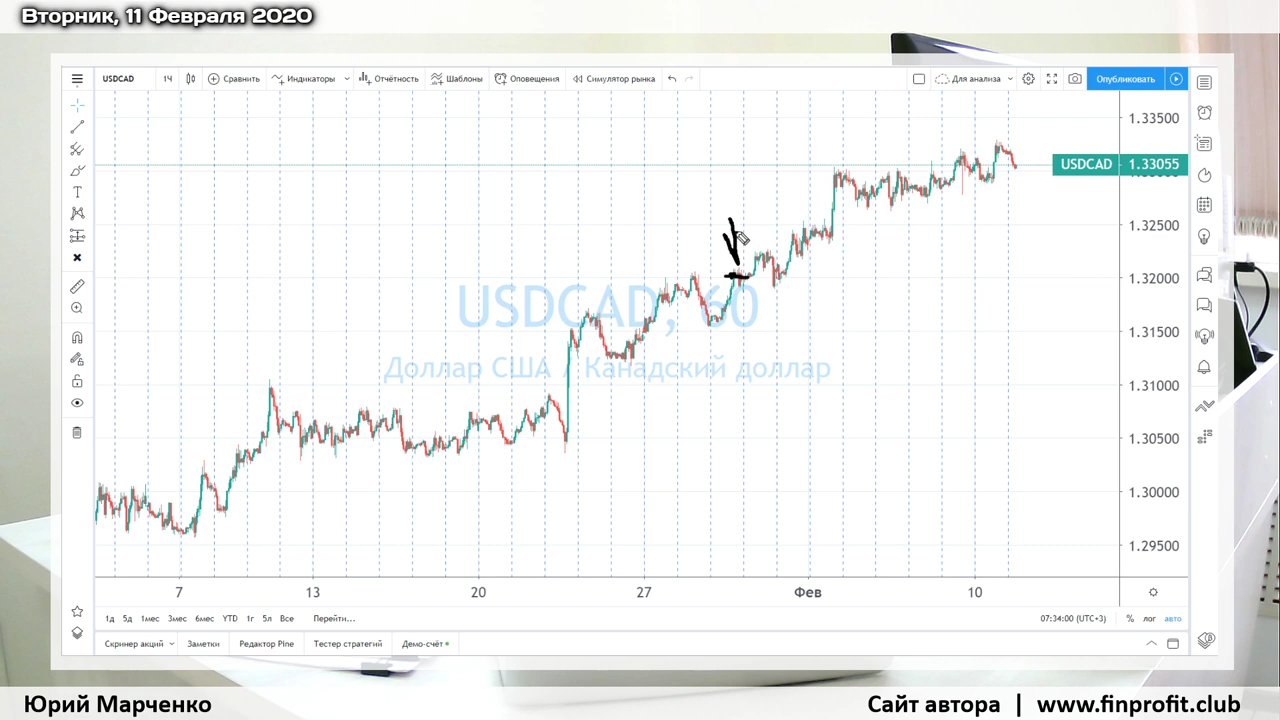 Вторник, 11 Февраля 2020
USDCAD 1Ч Сравнить Индикаторы Отчётность Шаблоны Оповещения Симулятор рынка Для анализа Опубликовать
1.33500
USDCAD 1.33055
1.32500
1.32000
1.31500
1.31000
1.30500
1.30000
1.29500
USDCAD, 60
Доллар США / Канадский доллар
7 13 20 27 Фев 10
1д 5д 1мес 3мес 6мес YTD 1г 5л Все Перейти... 07:34:00 (UTC+3) % лог авто
Скринер акций Заметки Редактор Pine Тестер стратегий Демо-счёт
Юрий Марченко Сайт автора | www.finprofit.club